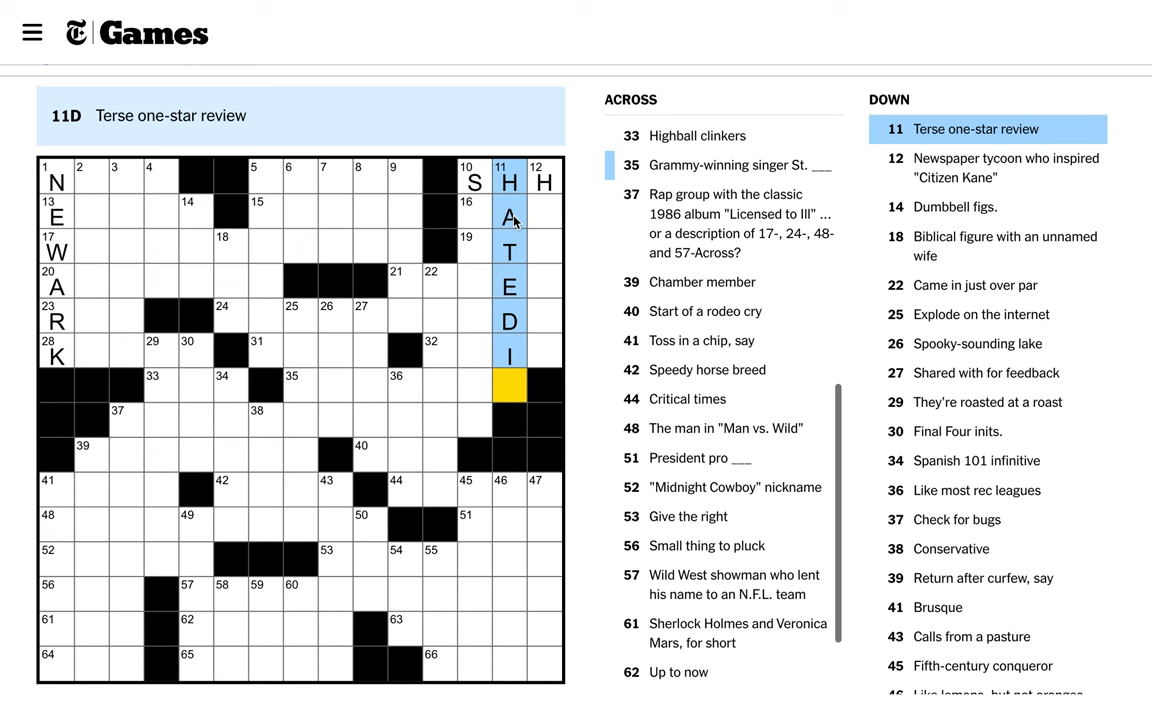 Games
11D Terse one-star review
1 2 3 4 5 6 7 8 9 10 11 12
N S H H
13 14 15 16
E A
17 18 19
W T
20 21 22
A E
23 24 25 26 27
R D
28 29 30 31 32
K I
33 34 35 36
37 38
39 40
41 42 43 44 45 46 47
48 49 50 51
52 53 54 55
56 57 58 59 60
61 62 63
64 65 66
ACROSS
33 Highball clinkers
35 Grammy-winning singer St. ___
37 Rap group with the classic
1986 album "Licensed to Ill" ...
or a description of 17-, 24-, 48-
and 57-Across?
39 Chamber member
40 Start of a rodeo cry
41 Toss in a chip, say
42 Speedy horse breed
44 Critical times
48 The man in "Man vs. Wild"
51 President pro ___
52 "Midnight Cowboy" nickname
53 Give the right
56 Small thing to pluck
57 Wild West showman who lent
his name to an N.F.L. team
61 Sherlock Holmes and Veronica
Mars, for short
62 Up to now
DOWN
11 Terse one-star review
12 Newspaper tycoon who inspired
"Citizen Kane"
14 Dumbbell figs.
18 Biblical figure with an unnamed
wife
22 Came in just over par
25 Explode on the internet
26 Spooky-sounding lake
27 Shared with for feedback
29 They're roasted at a roast
30 Final Four inits.
34 Spanish 101 infinitive
36 Like most rec leagues
37 Check for bugs
38 Conservative
39 Return after curfew, say
41 Brusque
43 Calls from a pasture
45 Fifth-century conqueror
46 Like lemons, but not oranges